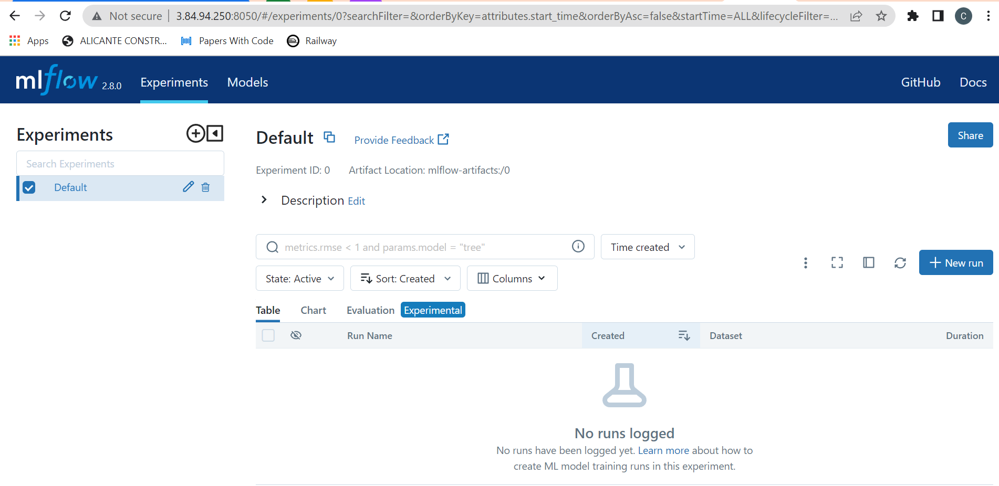 Not secure 3.84.94.250:8050/#/experiments/0?searchFilter=&orderByKey=attributes.start_time&orderByAsc=false&startTime=ALL&lifecycleFilter=... C
Apps ALICANTE CONSTR... Papers With Code Railway
mlflow 2.8.0 Experiments Models GitHub Docs
Experiments
Search Experiments
Default
Default Provide Feedback Share
Experiment ID: 0 Artifact Location: mlflow-artifacts:/0
Description Edit
metrics.rmse < 1 and params.model = "tree" Time created
New run
State: Active Sort: Created Columns
Table Chart Evaluation Experimental
Run Name Created Dataset Duration
No runs logged
No runs have been logged yet. Learn more about how to
create ML model training runs in this experiment.